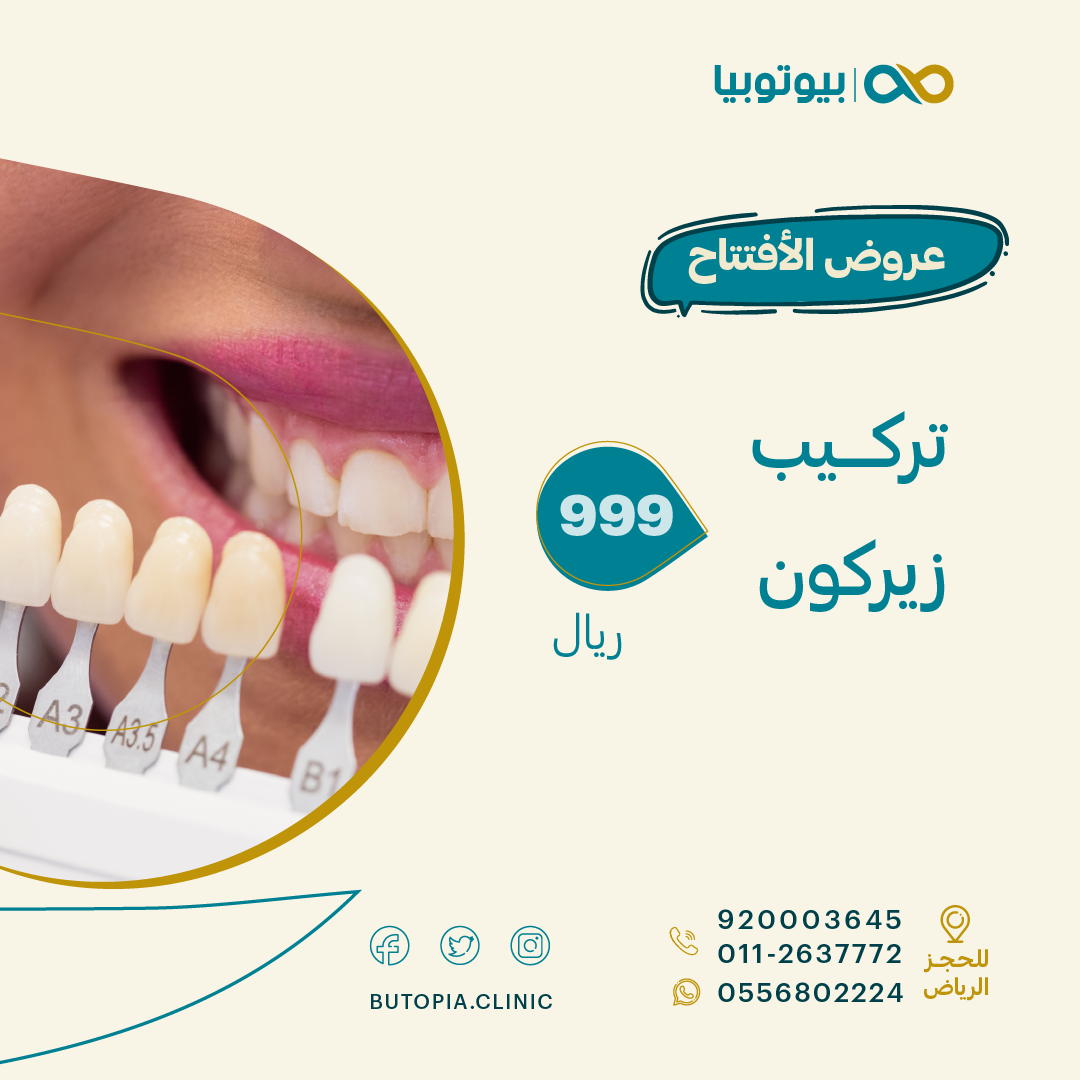 بيوتوبيا
عروض الأفتتاح
تركـيب
زيركون
999
ريال
A3
A3.5
A4
B1
920003645
011-2637772
0556802224
للحجز
الرياض
BUTOPIA.CLINIC